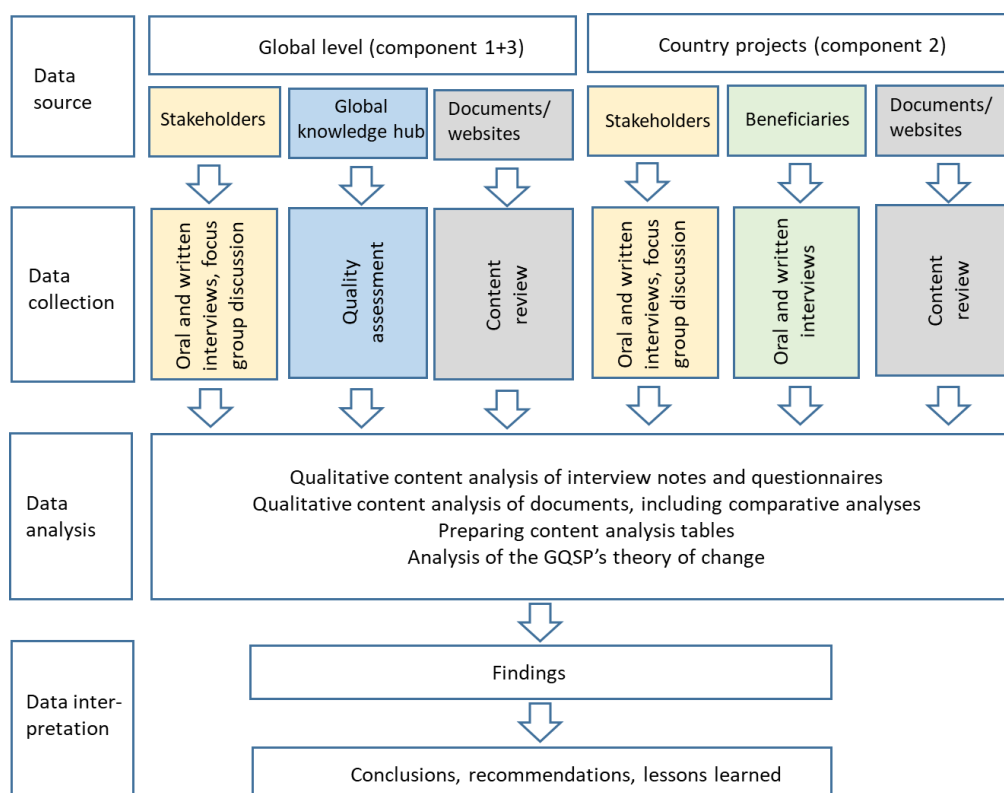 Data
source
Global level (component 1+3)
Country projects (component 2)
Stakeholders
Global
knowledge hub
Documents/
websites
Stakeholders
Beneficiaries
Documents/
websites
Data
collection
Oral and written
interviews, focus
group discussion
Quality
assessment
Content
review
Oral and written
interviews, focus
group discussion
Oral and written
interviews
Content
review
Data
analysis
Qualitative content analysis of interview notes and questionnaires
Qualitative content analysis of documents, including comparative analyses
Preparing content analysis tables
Analysis of the GQSP’s theory of change
Data inter-
pretation
Findings
Conclusions, recommendations, lessons learned